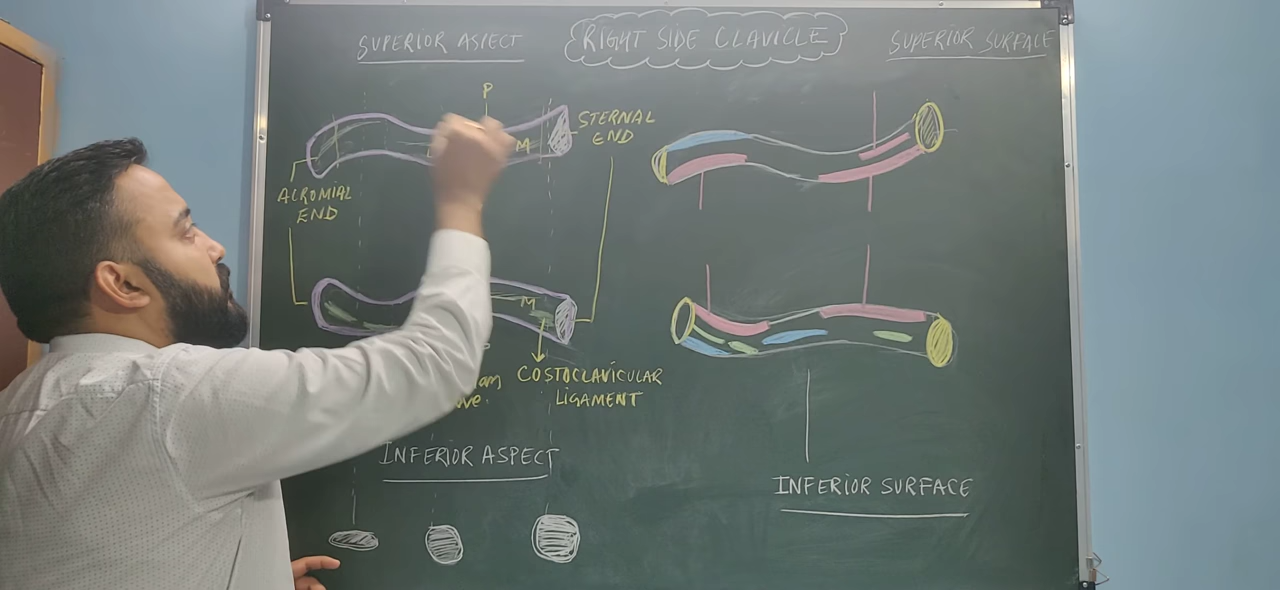 SUPERIOR ASPECT
RIGHT SIDE CLAVICLE
SUPERIOR SURFACE
P
STERNAL
END
M
ACROMIAL
END
M
COSTOCLAVICULAR
LIGAMENT
INFERIOR ASPECT
INFERIOR SURFACE